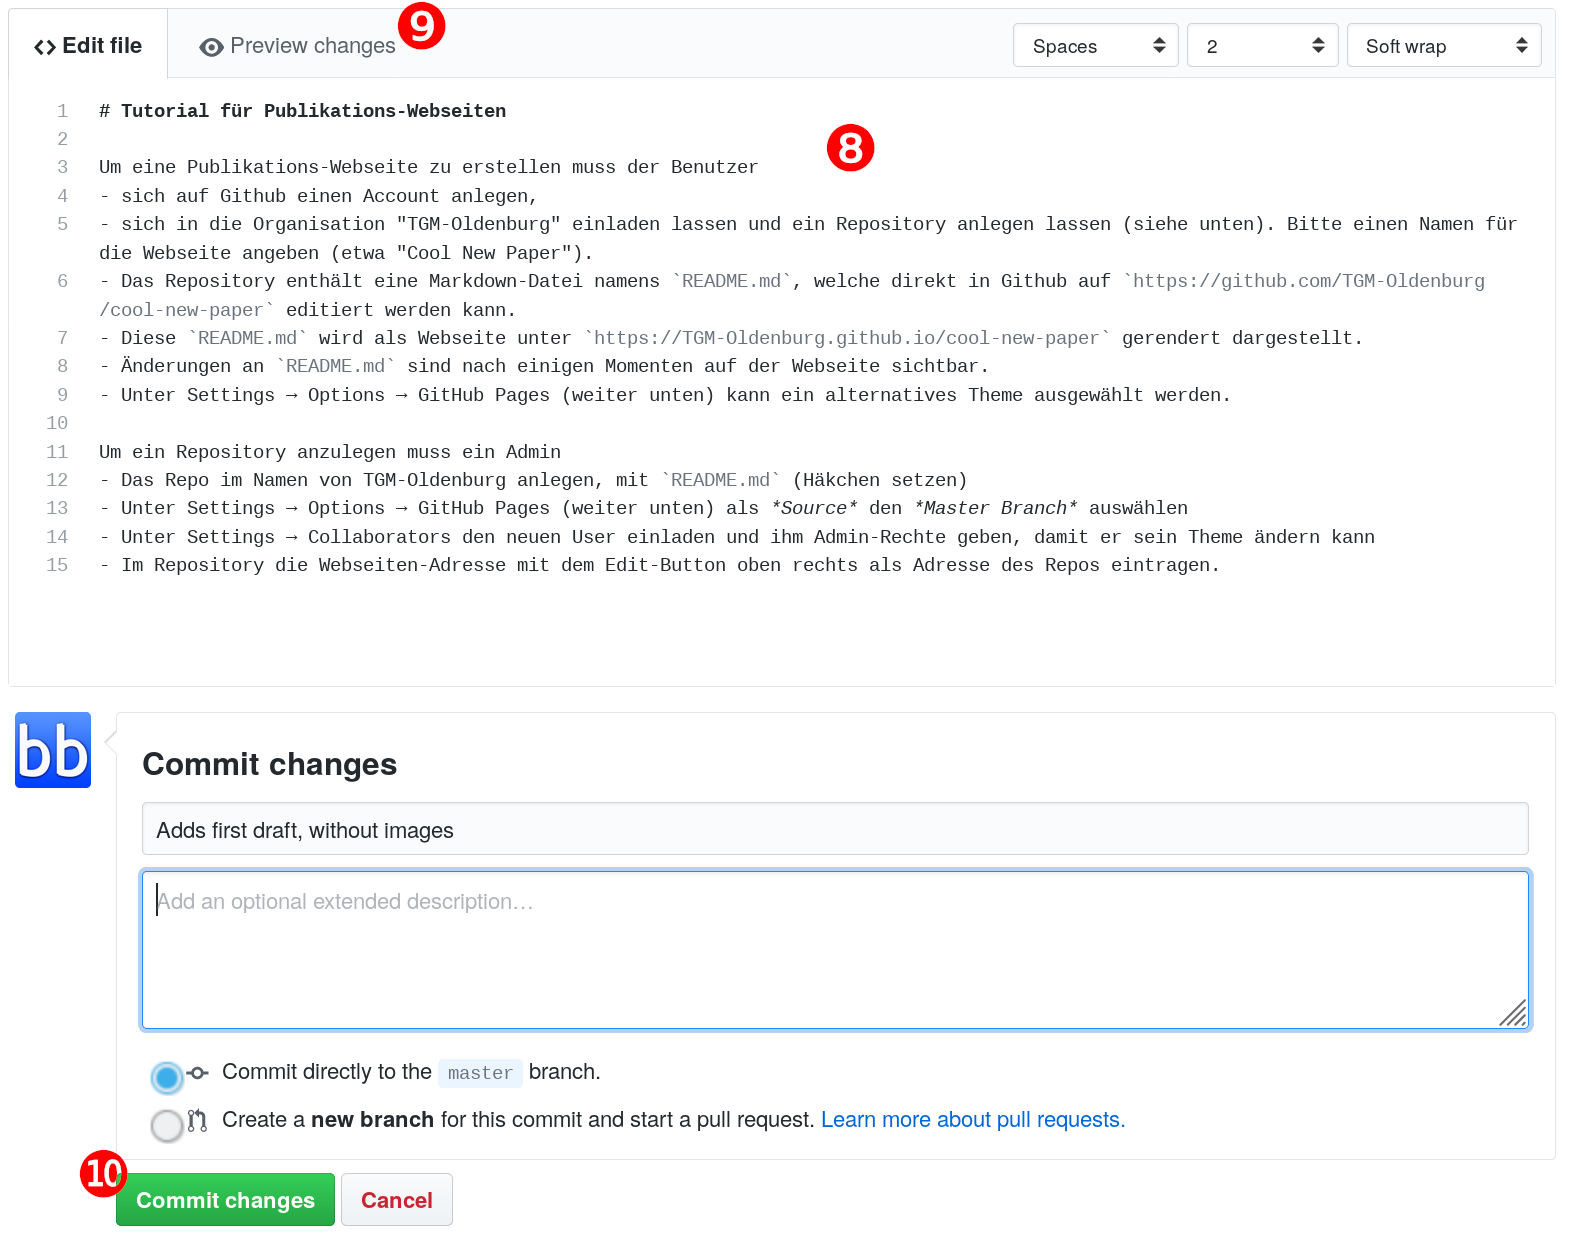 Edit file
Preview changes
9
Spaces
2
Soft wrap
1 # Tutorial für Publikations-Webseiten
2
8
3 Um eine Publikations-Webseite zu erstellen muss der Benutzer
4 - sich auf Github einen Account anlegen,
5 - sich in die Organisation "TGM-Oldenburg" einladen lassen und ein Repository anlegen lassen (siehe unten). Bitte einen Namen für
die Webseite angeben (etwa "Cool New Paper").
6 - Das Repository enthält eine Markdown-Datei namens `README.md`, welche direkt in Github auf `https://github.com/TGM-Oldenburg
/cool-new-paper` editiert werden kann.
7 - Diese `README.md` wird als Webseite unter `https://TGM-Oldenburg.github.io/cool-new-paper` gerendert dargestellt.
8 - Änderungen an `README.md` sind nach einigen Momenten auf der Webseite sichtbar.
9 - Unter Settings → Options → GitHub Pages (weiter unten) kann ein alternatives Theme ausgewählt werden.
10
11 Um ein Repository anzulegen muss ein Admin
12 - Das Repo im Namen von TGM-Oldenburg anlegen, mit `README.md` (Häkchen setzen)
13 - Unter Settings → Options → GitHub Pages (weiter unten) als *Source* den *Master Branch* auswählen
14 - Unter Settings → Collaborators den neuen User einladen und ihm Admin-Rechte geben, damit er sein Theme ändern kann
15 - Im Repository die Webseiten-Adresse mit dem Edit-Button oben rechts als Adresse des Repos eintragen.
bb
Commit changes
Adds first draft, without images
Add an optional extended description…
Commit directly to the master branch.
Create a new branch for this commit and start a pull request. Learn more about pull requests.
10
Commit changes
Cancel